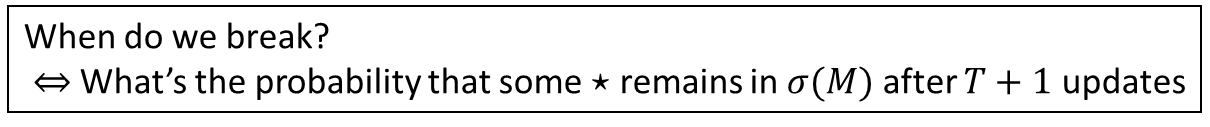 When do we break?
⇔ What's the probability that some ⋆ remains in σ(M) after T + 1 updates